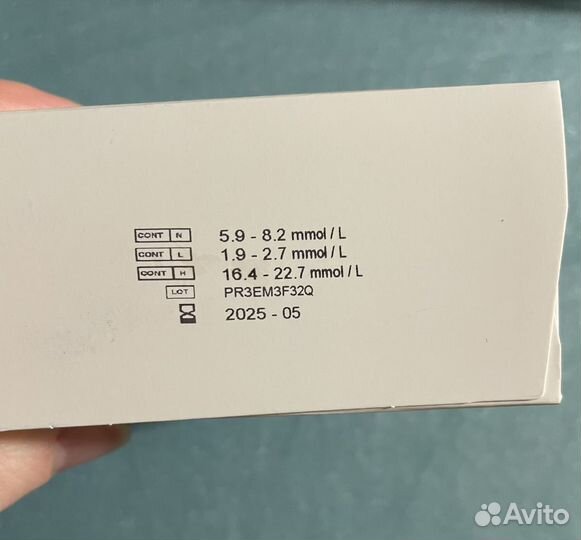 CONT N 5.9 - 8.2 mmol / L
CONT L 1.9 - 2.7 mmol / L
CONT H 16.4 - 22.7 mmol / L
LOT PR3EM3F32Q
2025 - 05
Avito